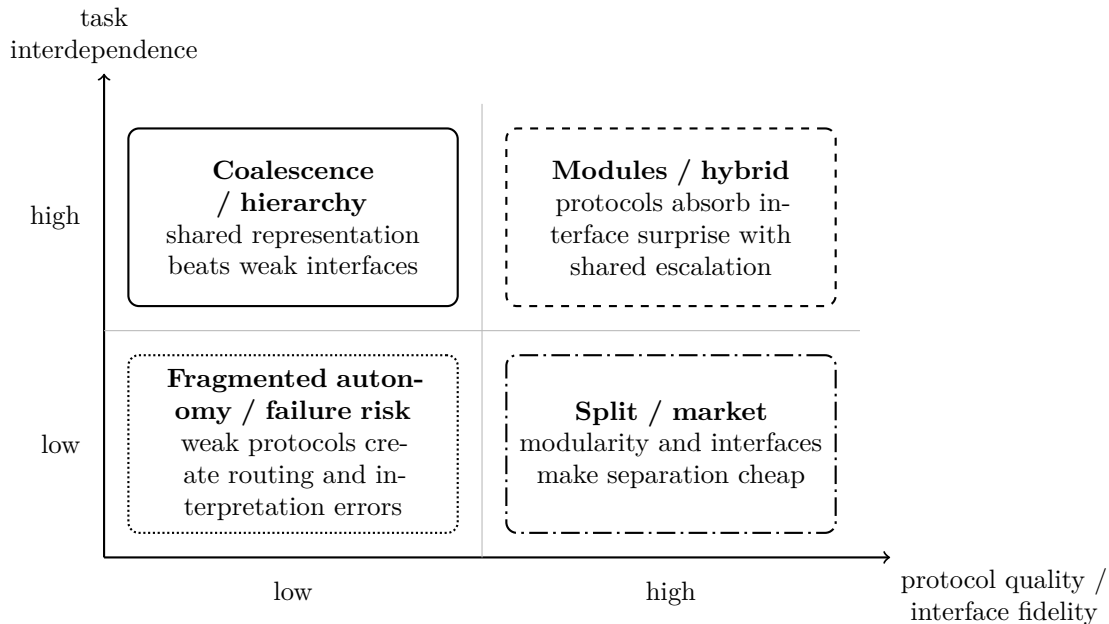 task
interdependence
high
Coalescence
/ hierarchy
shared representation
beats weak interfaces
Modules / hybrid
protocols absorb in-
terface surprise with
shared escalation
low
Fragmented auton-
omy / failure risk
weak protocols cre-
ate routing and in-
terpretation errors
Split / market
modularity and interfaces
make separation cheap
low
high
protocol quality /
interface fidelity